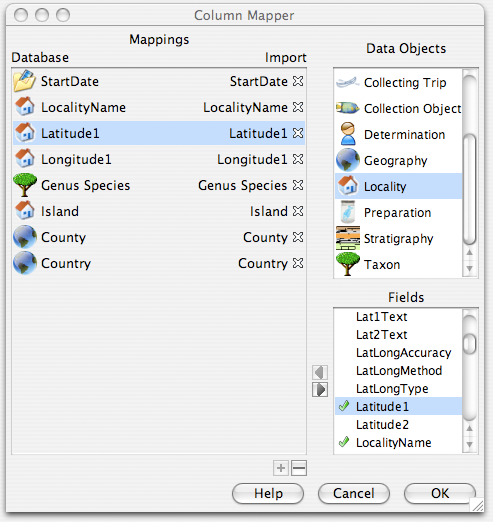 Column Mapper
Mappings
Database Import
StartDate StartDate
LocalityName LocalityName
Latitude1 Latitude1
Longitude1 Longitude1
Genus Species Genus Species
Island Island
County County
Country Country
Data Objects
Collecting Trip
Collection Object
Determination
Geography
Locality
Preparation
Stratigraphy
Taxon
Fields
Lat1Text
Lat2Text
LatLongAccuracy
LatLongMethod
LatLongType
Latitude1
Latitude2
LocalityName
Help Cancel OK